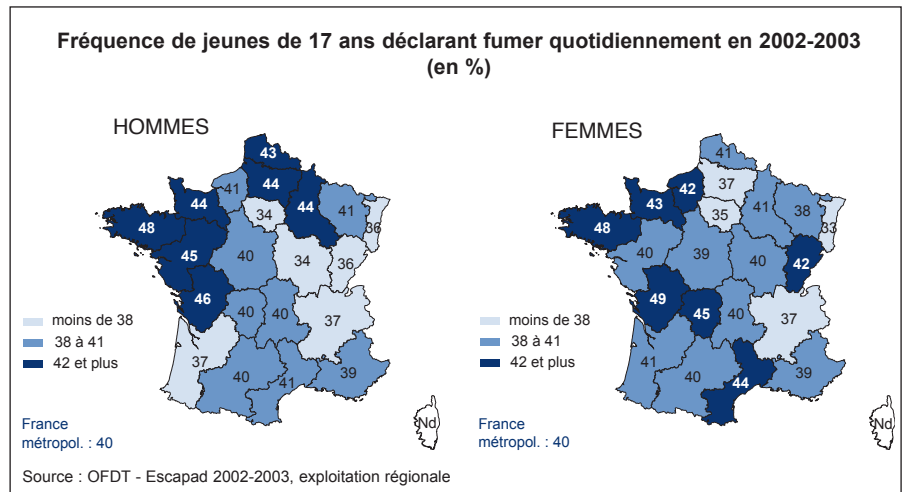 Fréquence de jeunes de 17 ans déclarant fumer quotidiennement en 2002-2003
(en %)
HOMMES
43
41
44
44
44
41
36
34
48
45
40
34
36
46
40
40
37
37
40
41
39
moins de 38
38 à 41
42 et plus
France
métropol. : 40
Nd
FEMMES
41
37
42
43
35
41
38
33
48
40
39
40
42
49
45
40
37
41
40
44
39
moins de 38
38 à 41
42 et plus
France
métropol. : 40
Nd
Source : OFDT - Escapad 2002-2003, exploitation régionale